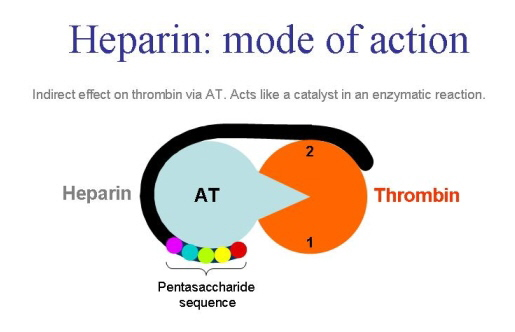 Heparin: mode of action
Indirect effect on thrombin via AT. Acts like a catalyst in an enzymatic reaction.
2
Heparin
AT
Thrombin
1
Pentasaccharide
sequence